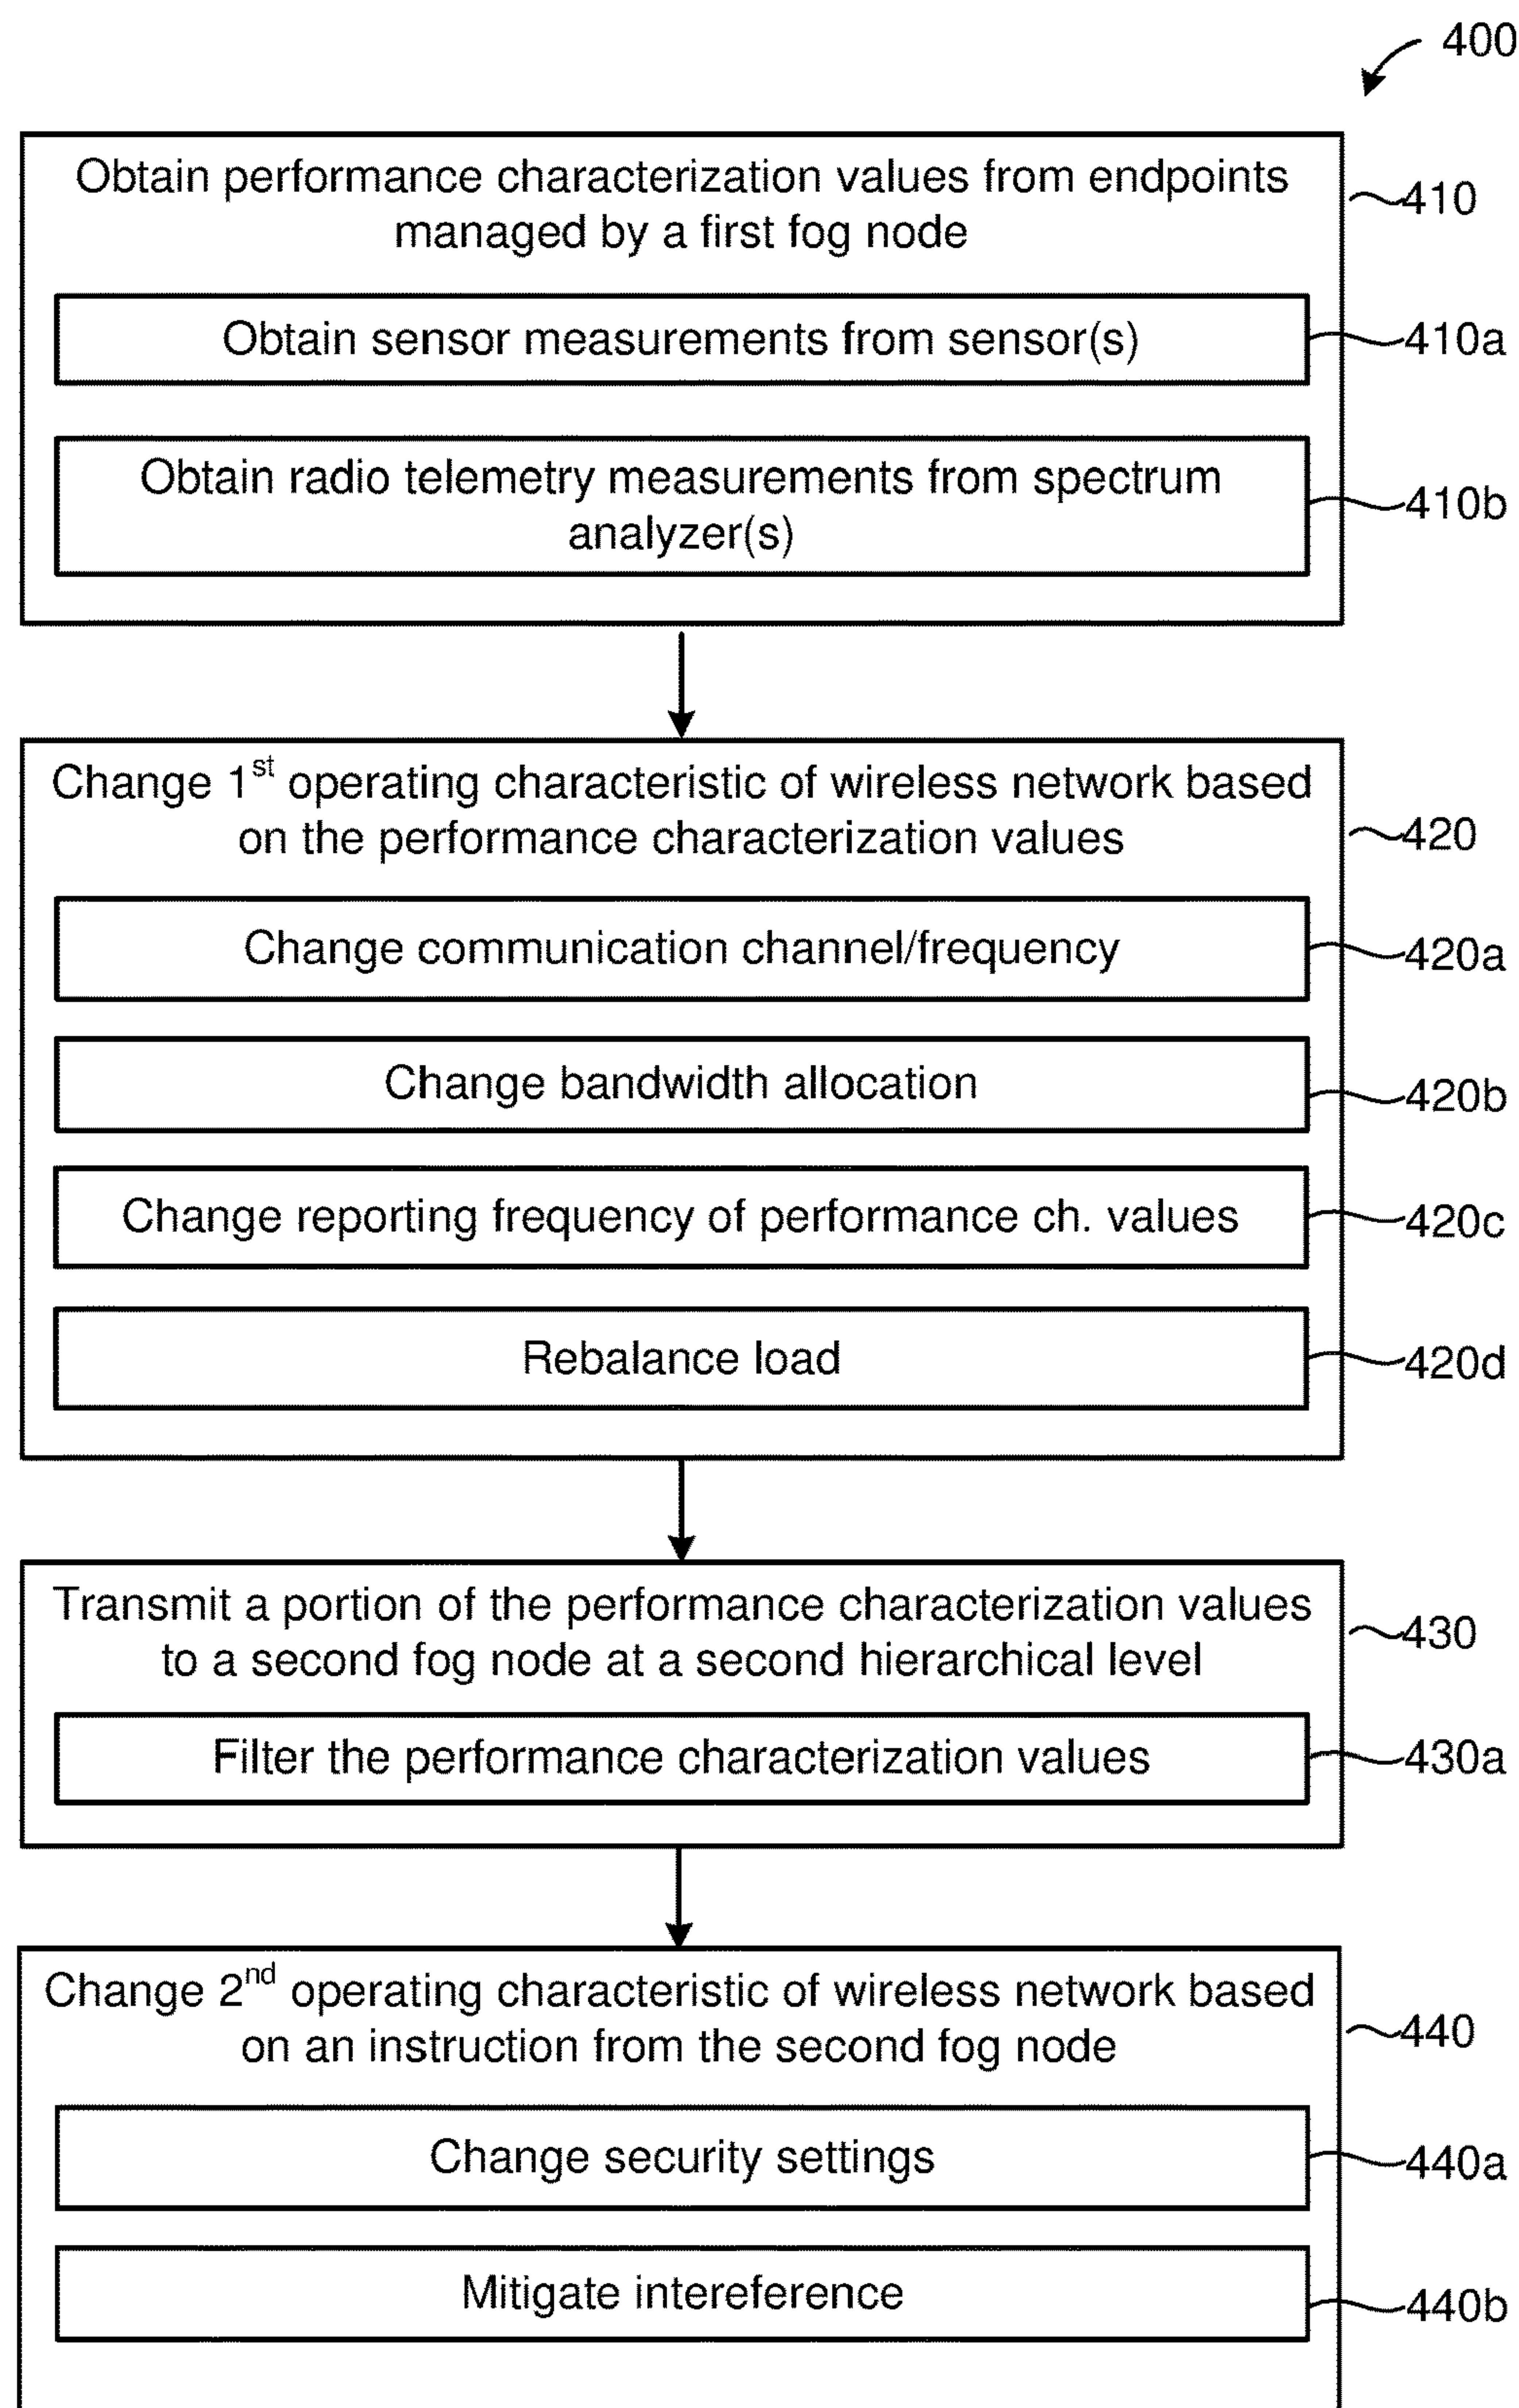 400
Obtain performance characterization values from endpoints
managed by a first fog node
410
Obtain sensor measurements from sensor(s)
410a
Obtain radio telemetry measurements from spectrum
analyzer(s)
410b
Change 1st operating characteristic of wireless network based
on the performance characterization values
420
Change communication channel/frequency
420a
Change bandwidth allocation
420b
Change reporting frequency of performance ch. values
420c
Rebalance load
420d
Transmit a portion of the performance characterization values
to a second fog node at a second hierarchical level
430
Filter the performance characterization values
430a
Change 2nd operating characteristic of wireless network based
on an instruction from the second fog node
440
Change security settings
440a
Mitigate intereference
440b